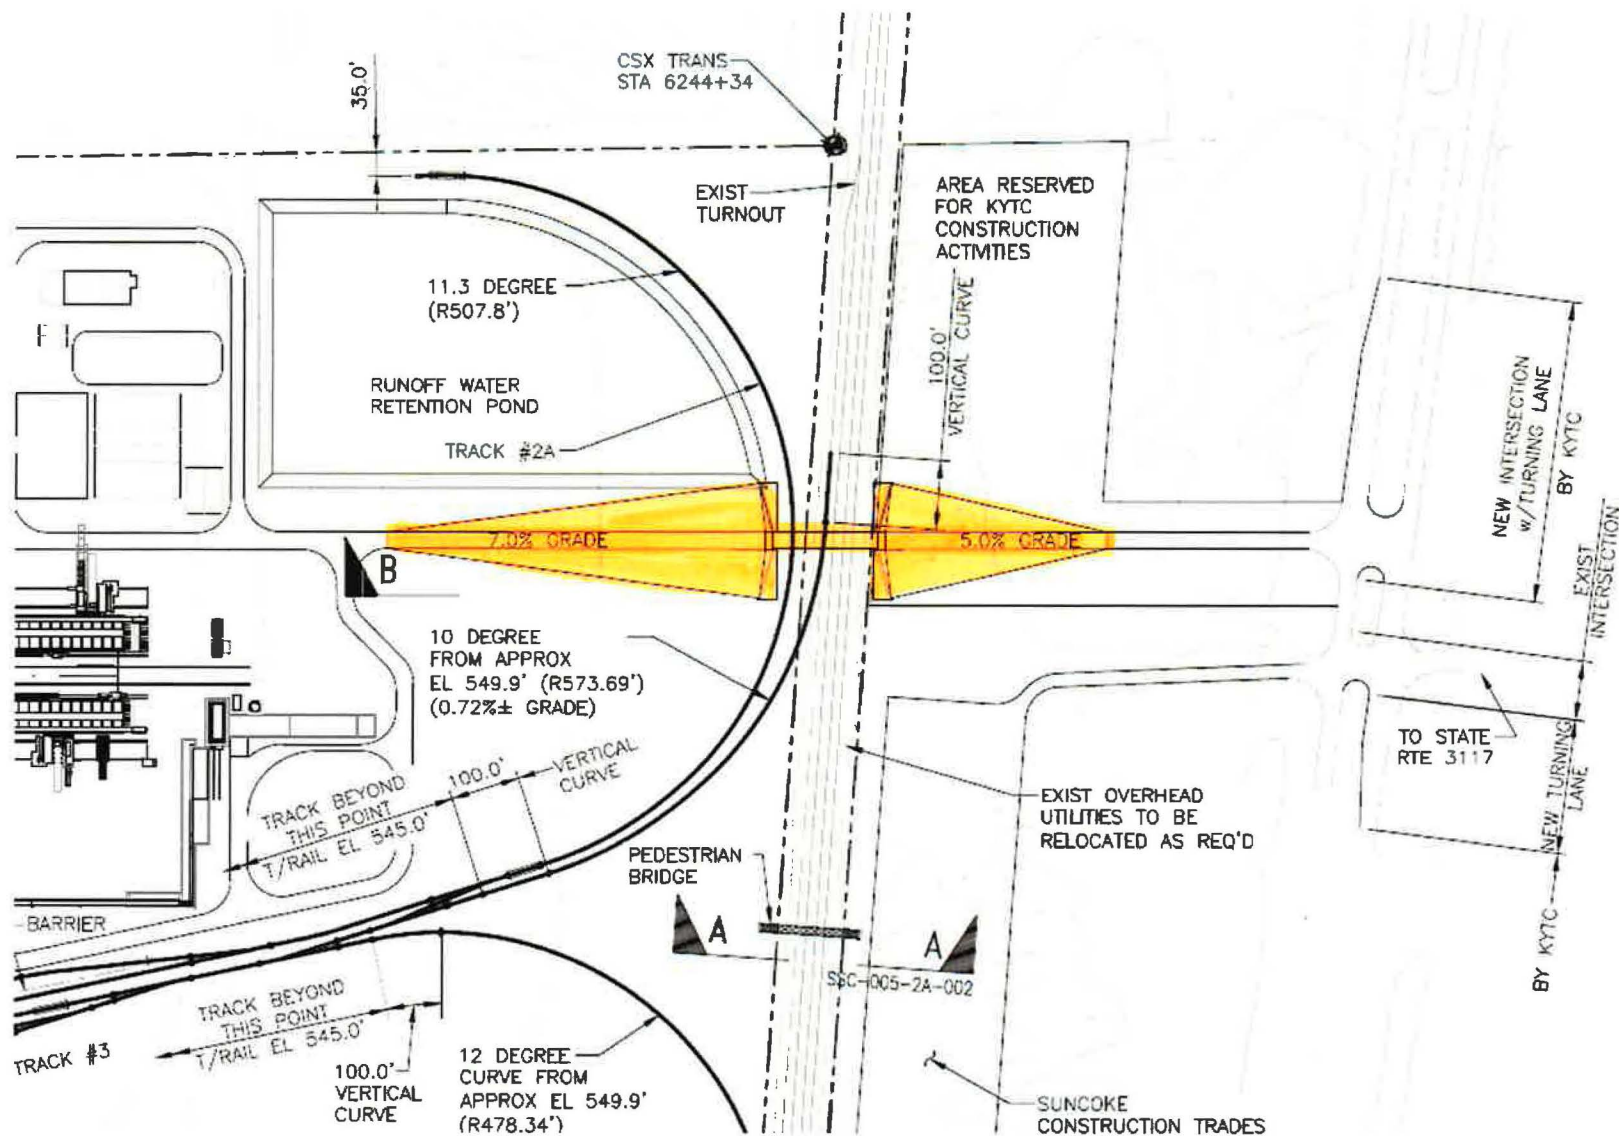 35.0'
CSX TRANS
STA 6244+34
EXIST
TURNOUT
AREA RESERVED
FOR KYTC
CONSTRUCTION
ACTIVITIES
11.3 DEGREE
(R507.8')
100.0'
VERTICAL CURVE
RUNOFF WATER
RETENTION POND
TRACK #2A
NEW INTERSECTION
w/TURNING LANE
BY KYTC
7.0% GRADE
5.0% GRADE
B
EXIST
INTERSECTION
10 DEGREE
FROM APPROX
EL 549.9' (R573.69')
(0.72%± GRADE)
TO STATE
RTE 3117
100.0'
VERTICAL
CURVE
TRACK BEYOND
THIS POINT
T/RAIL EL 545.0'
EXIST OVERHEAD
UTILITIES TO BE
RELOCATED AS REQ'D
NEW TURNING
LANE
BY KYTC
PEDESTRIAN
BRIDGE
BARRIER
A
A
SSC-005-2A-002
TRACK BEYOND
THIS POINT
T/RAIL EL 545.0'
TRACK #3
100.0'
VERTICAL
CURVE
12 DEGREE
CURVE FROM
APPROX EL 549.9'
(R478.34')
SUNCOKE
CONSTRUCTION TRADES